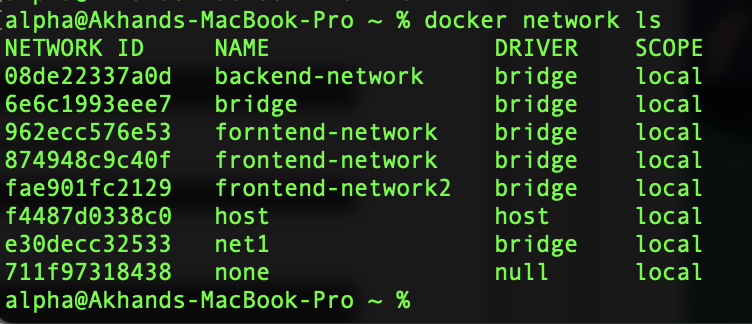 alpha@Akhands-MacBook-Pro ~ % docker network ls
NETWORK ID NAME DRIVER SCOPE
08de22337a0d backend-network bridge local
6e6c1993eee7 bridge bridge local
962ecc576e53 forntend-network bridge local
874948c9c40f frontend-network bridge local
fae901fc2129 frontend-network2 bridge local
f4487d0338c0 host host local
e30decc32533 net1 bridge local
711f97318438 none null local
alpha@Akhands-MacBook-Pro ~ %